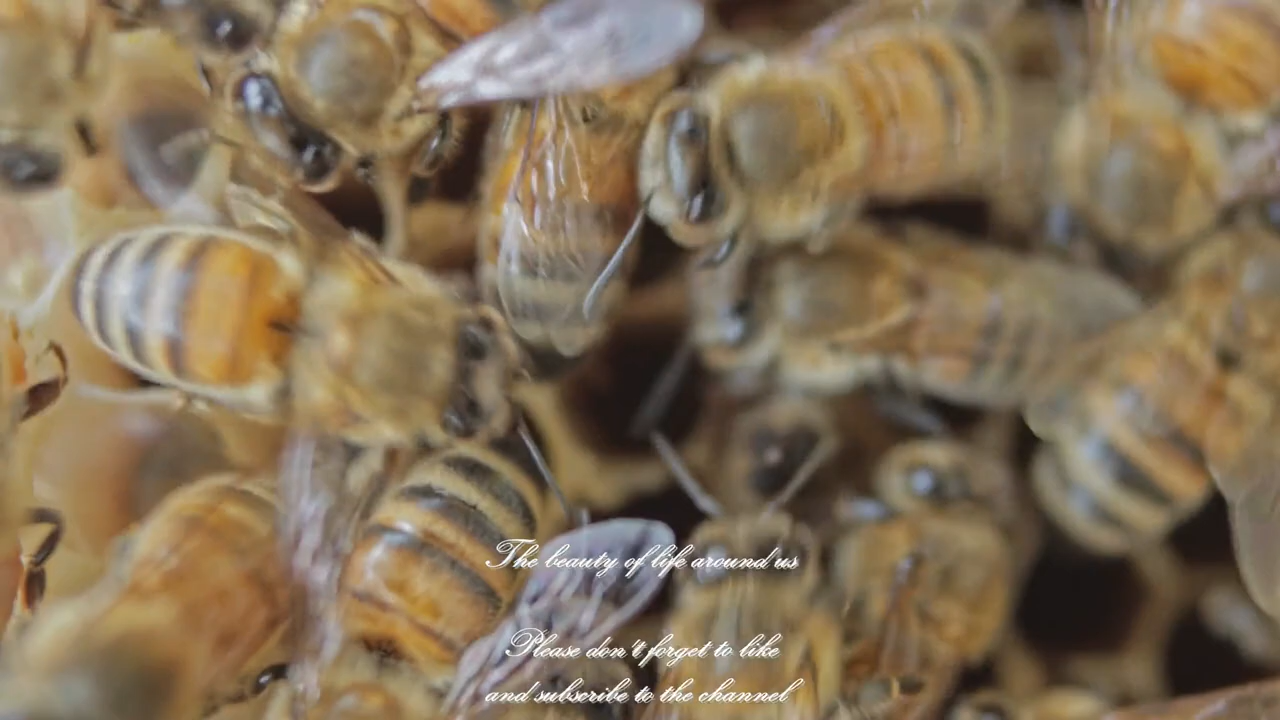 The beauty of life around us
Please don't forget to like
and subscribe to the channel